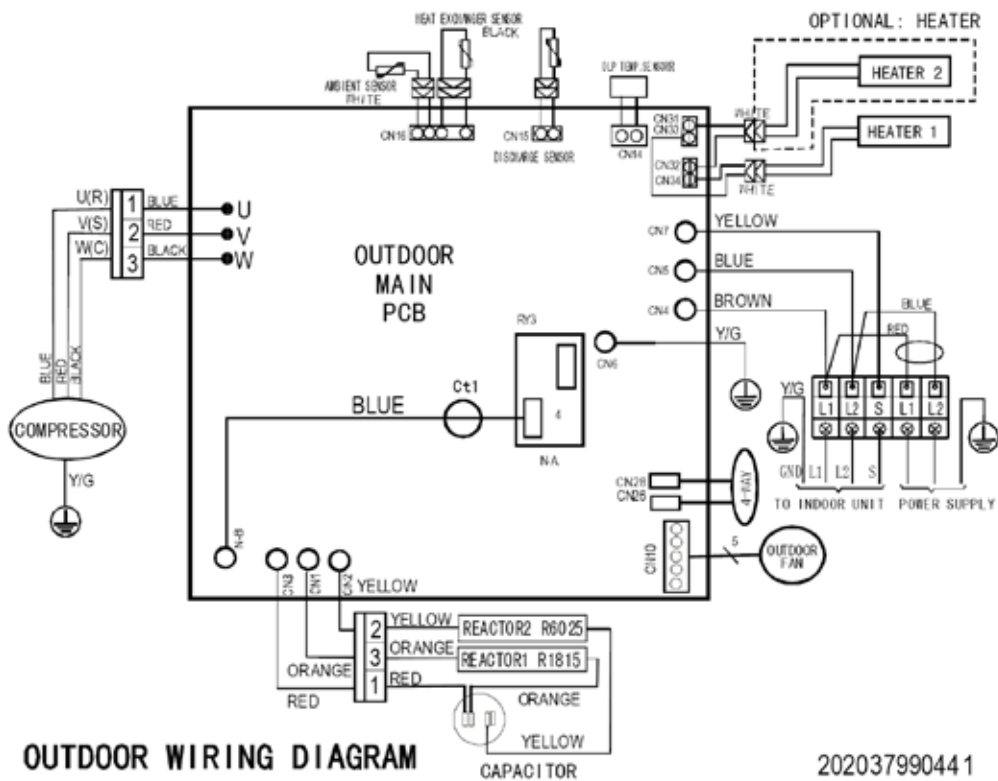 HEAT EXCHANGER SENSOR
BLACK
OPTIONAL: HEATER
AMBIENT SENSOR
WHITE
OLP TEMP.SENSOR
HEATER 2
WHITE
HEATER 1
CN16
CN15
DISCHARGE SENSOR
CN14
CN31
CN33
CN32
CN34
WHITE
U(R) 1 BLUE U
V(S) 2 RED V
W(C) 3 BLACK W
OUTDOOR
MAIN
PCB
CN7 YELLOW
CN5 BLUE
CN4 BROWN
BLUE
RED
RY3
CN6
Y/G
BLUE
RED
BLACK
COMPRESSOR
Y/G
BLUE
Ct1
4
N-A
Y/G
L1 L2 S L1 L2
GND L1 L2 S
TO INDOOR UNIT POWER SUPPLY
CN28
CN26
4-WAY
CN10
5
OUTDOOR
FAN
N-B
CN3
CN1
CN2
YELLOW
2 YELLOW REACTOR2 R6025
3 ORANGE REACTOR1 R1815
1 RED
ORANGE
RED
ORANGE
YELLOW
CAPACITOR
OUTDOOR WIRING DIAGRAM
202037990441